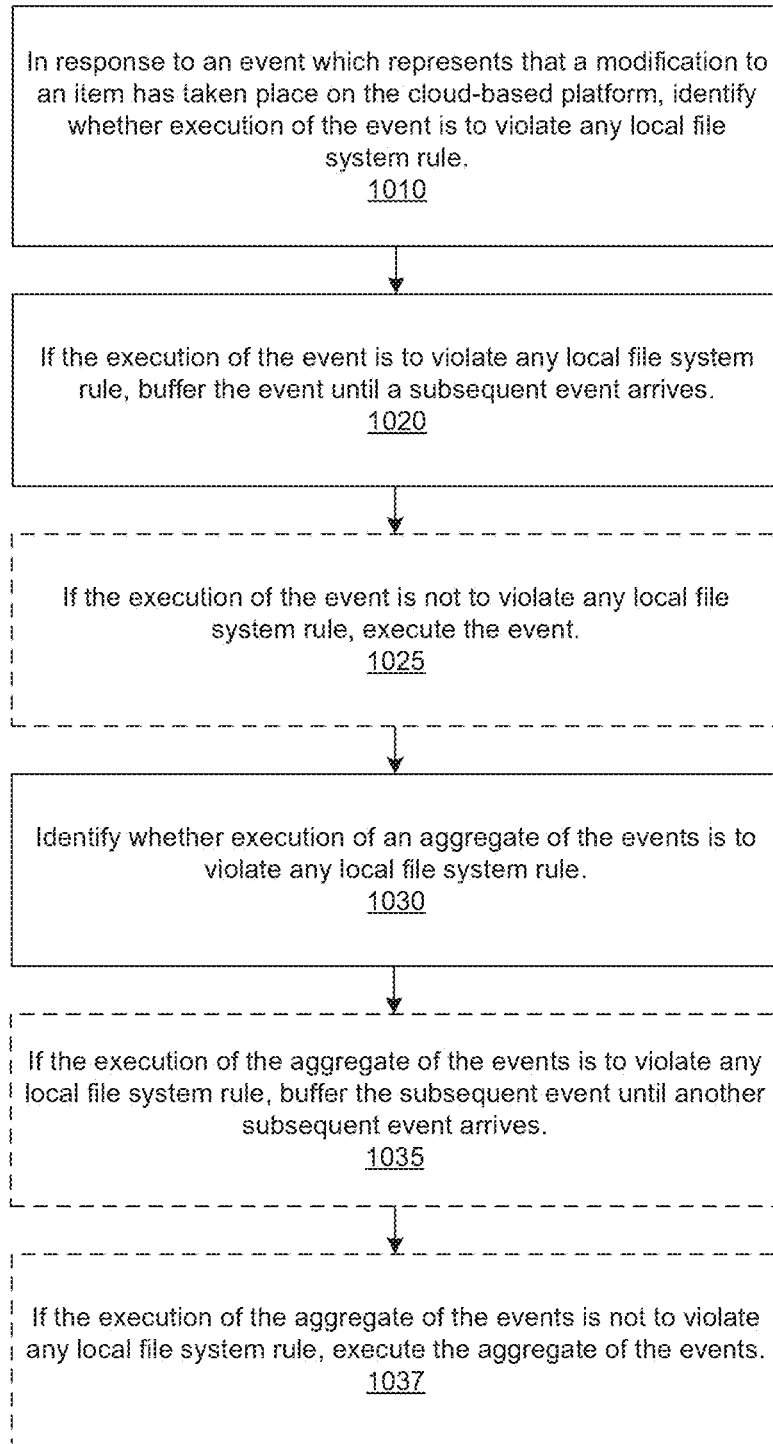 In response to an event which represents that a modification to
an item has taken place on the cloud-based platform, identify
whether execution of the event is to violate any local file
system rule.
1010
If the execution of the event is to violate any local file system
rule, buffer the event until a subsequent event arrives.
1020
If the execution of the event is not to violate any local file
system rule, execute the event.
1025
Identify whether execution of an aggregate of the events is to
violate any local file system rule.
1030
If the execution of the aggregate of the events is to violate any
local file system rule, buffer the subsequent event until another
subsequent event arrives.
1035
If the execution of the aggregate of the events is not to violate
any local file system rule, execute the aggregate of the events.
1037